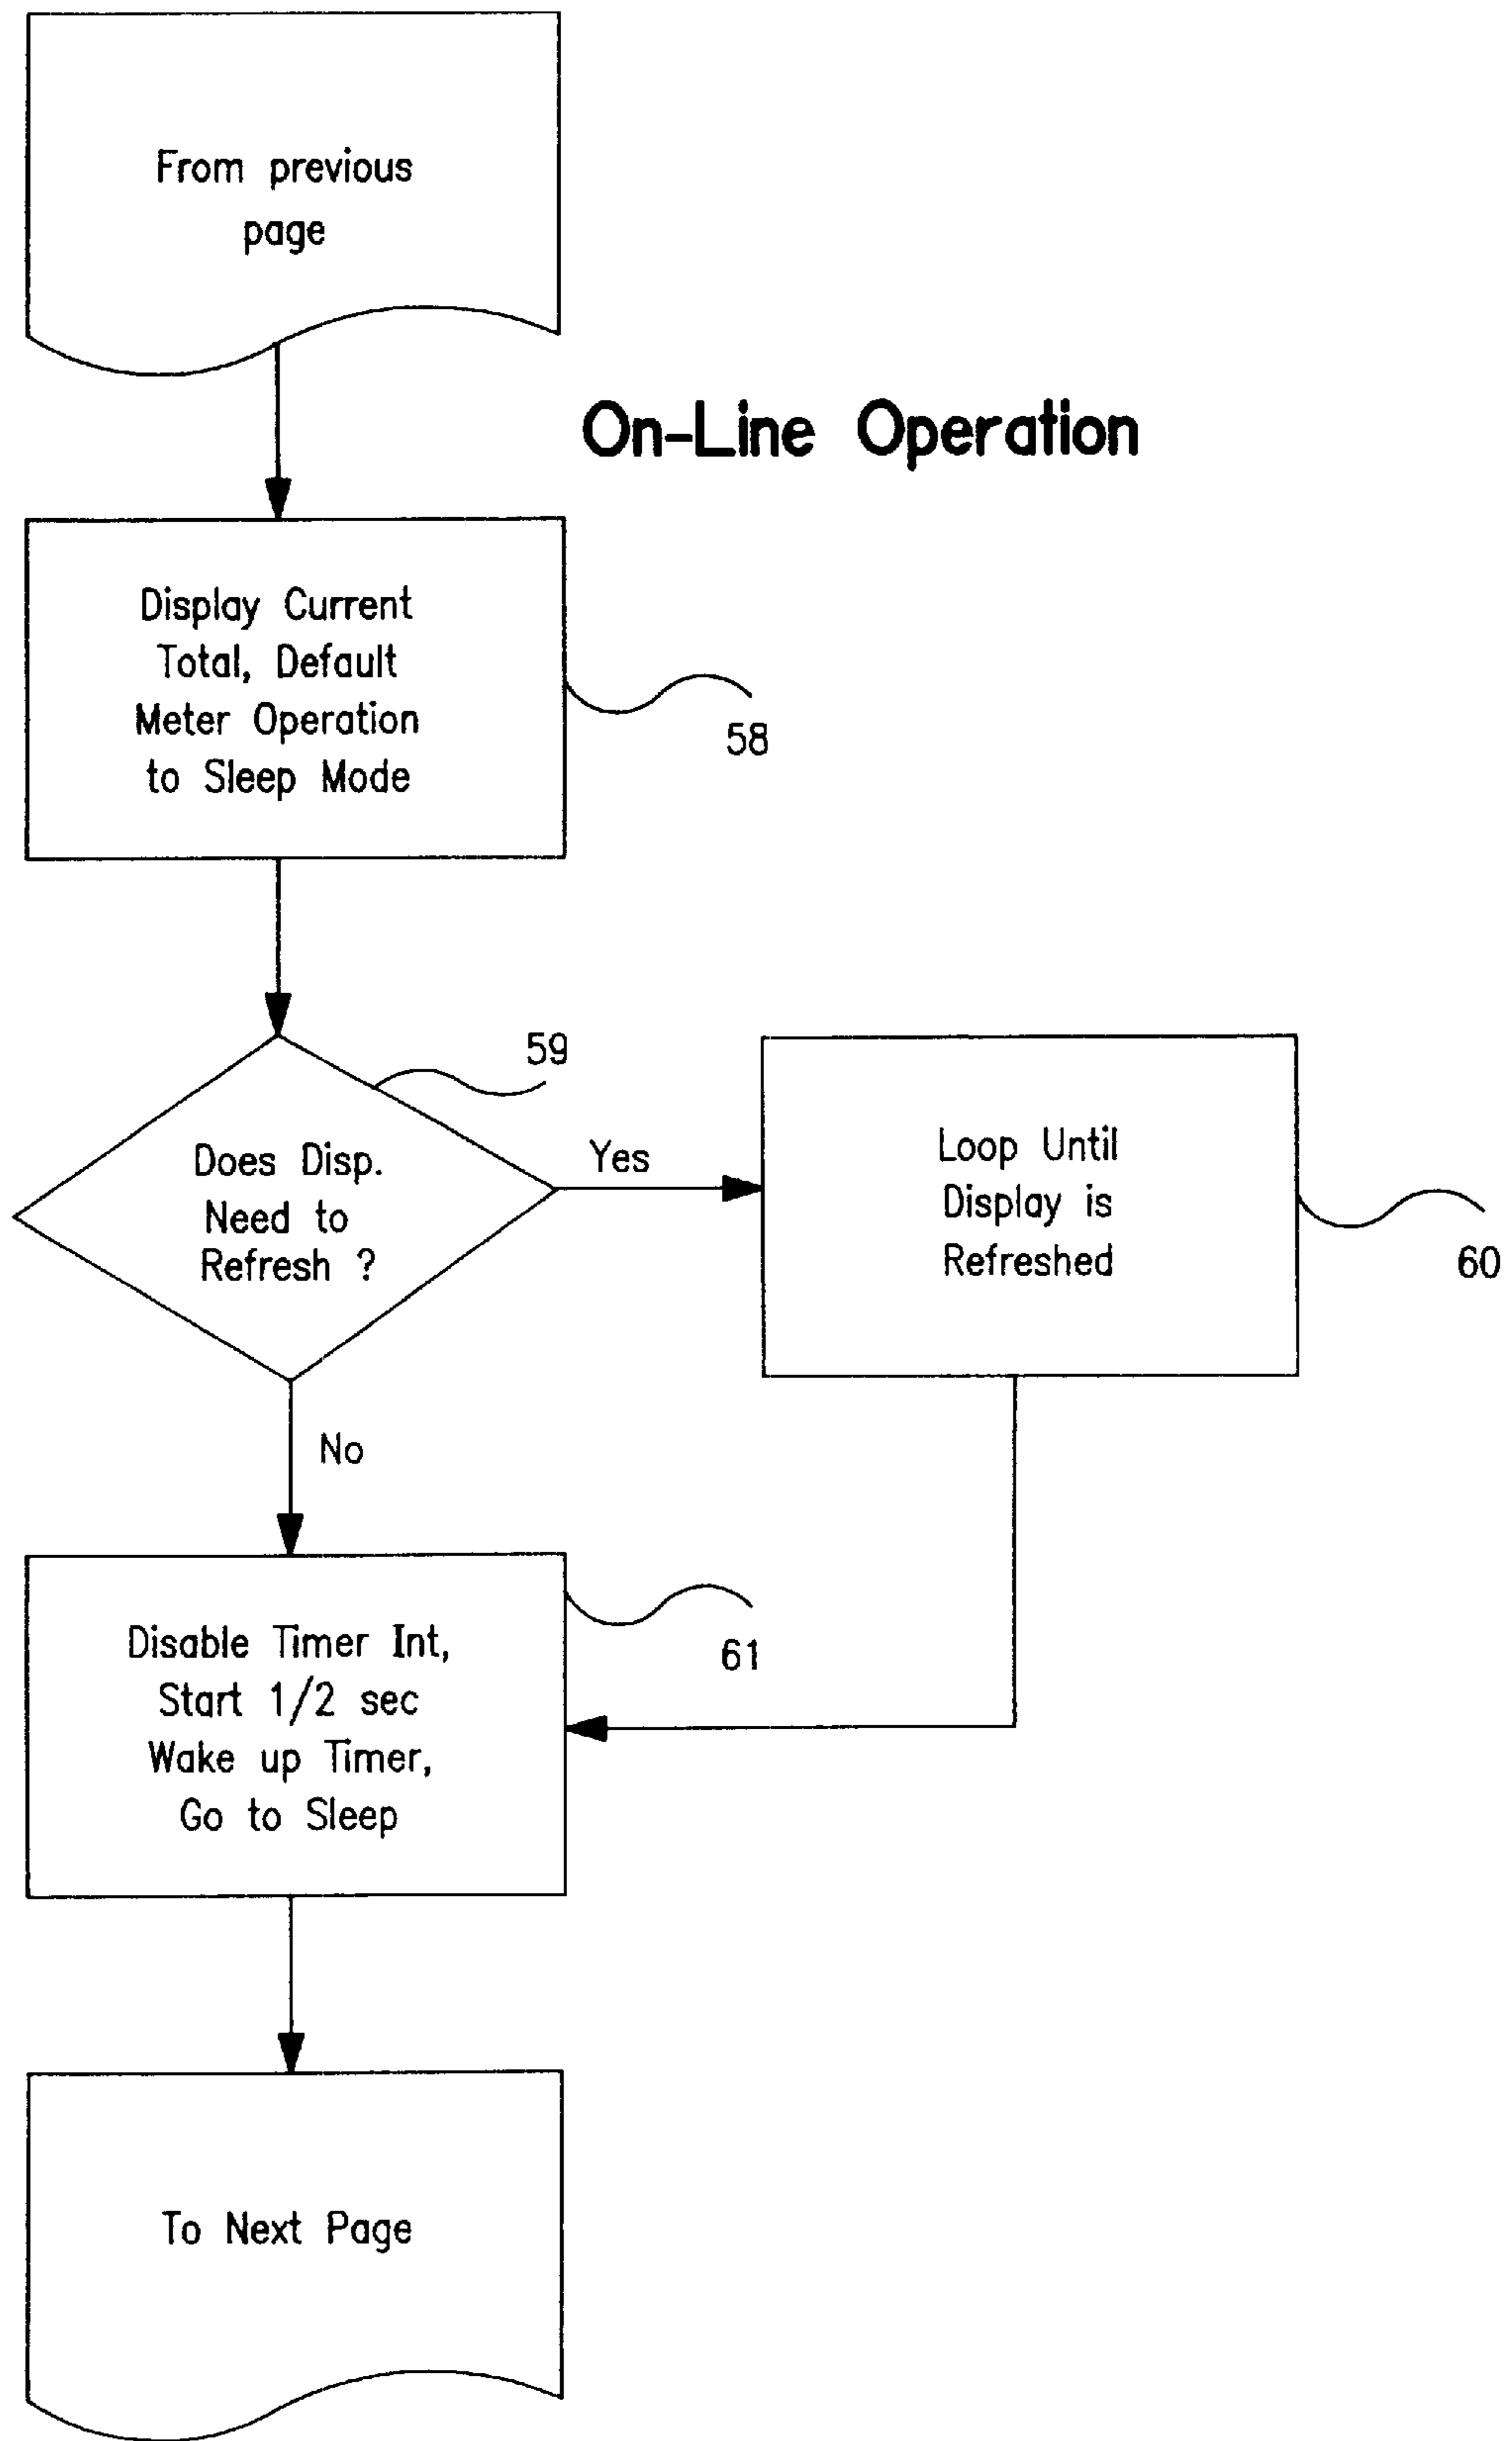 From previous
page
On-Line Operation
Display Current
Total, Default
Meter Operation
to Sleep Mode
58
59
Does Disp.
Need to
Refresh ?
Yes
Loop Until
Display is
Refreshed
60
No
Disable Timer Int,
Start 1/2 sec
Wake up Timer,
Go to Sleep
61
To Next Page